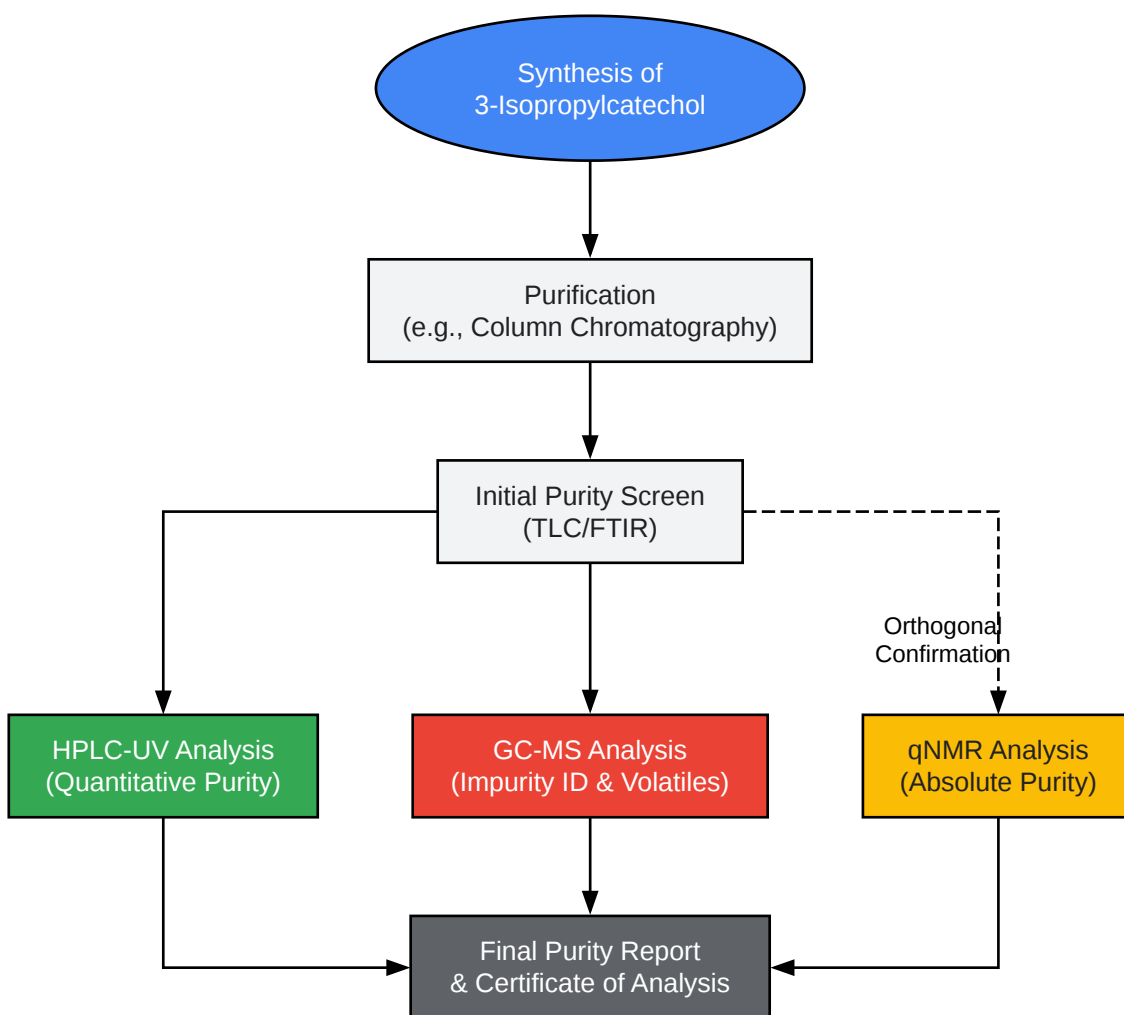 Synthesis of
3-Isopropylcatechol
Purification
(e.g., Column Chromatography)
Initial Purity Screen
(TLC/FTIR)
Orthogonal
Confirmation
HPLC-UV Analysis
(Quantitative Purity)
GC-MS Analysis
(Impurity ID & Volatiles)
qNMR Analysis
(Absolute Purity)
Final Purity Report
& Certificate of Analysis